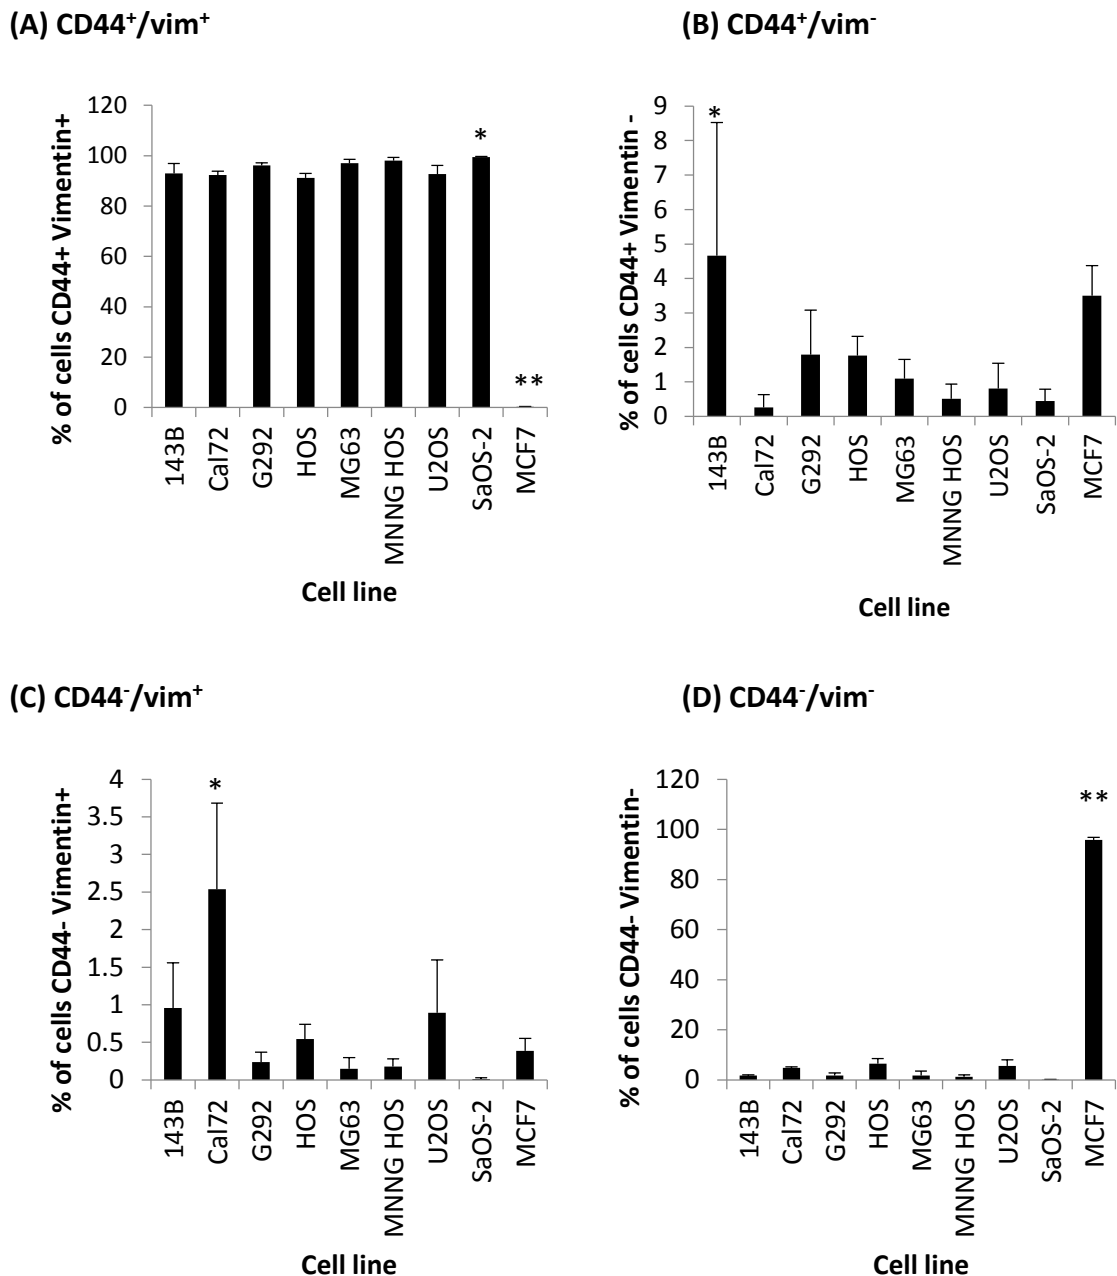 (A) CD44⁺/vim⁺
% of cells CD44+ Vimentin+
120
100
80
60
40
20
0
*
**
143B
Cal72
G292
HOS
MG63
MNNG HOS
U2OS
SaOS-2
MCF7
Cell line
(B) CD44⁺/vim⁻
% of cells CD44+ Vimentin -
9
8
7
6
5
4
3
2
1
0
*
143B
Cal72
G292
HOS
MG63
MNNG HOS
U2OS
SaOS-2
MCF7
Cell line
(C) CD44⁻/vim⁺
% of cells CD44- Vimentin+
4
3.5
3
2.5
2
1.5
1
0.5
0
*
143B
Cal72
G292
HOS
MG63
MNNG HOS
U2OS
SaOS-2
MCF7
Cell line
(D) CD44⁻/vim⁻
% of cells CD44- Vimentin-
120
100
80
60
40
20
0
**
143B
Cal72
G292
HOS
MG63
MNNG HOS
U2OS
SaOS-2
MCF7
Cell line